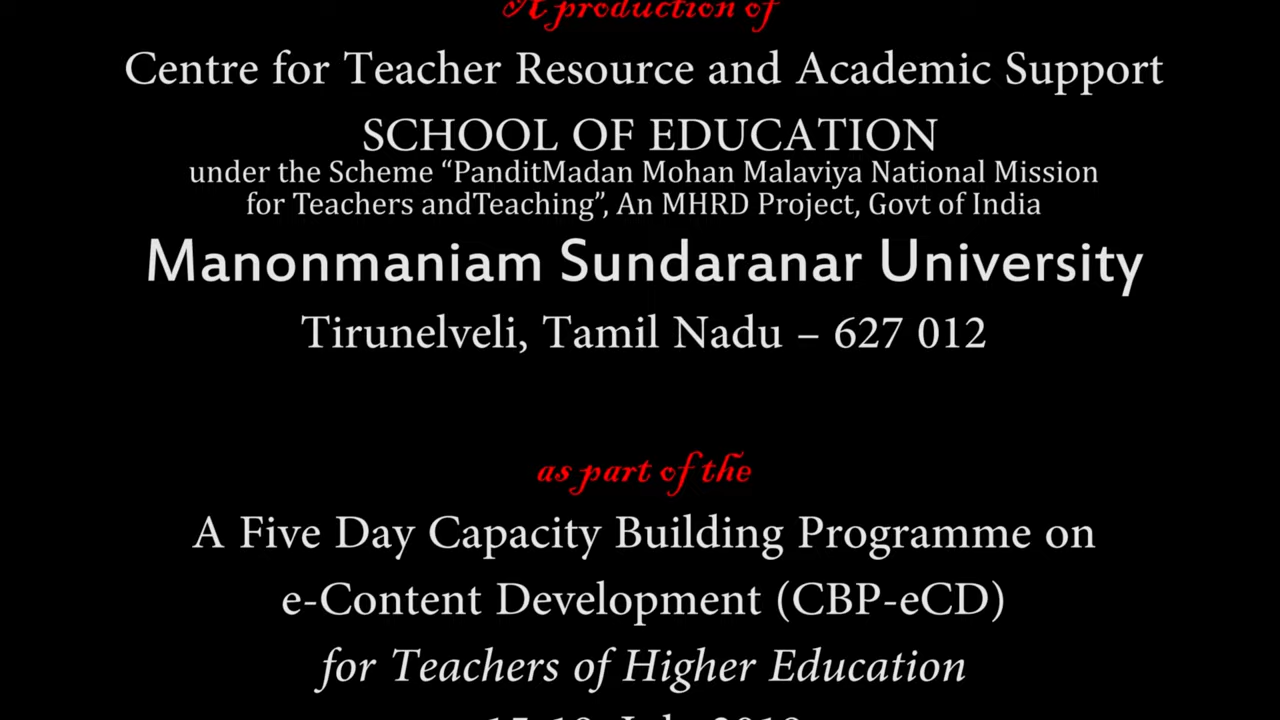 A production of
Centre for Teacher Resource and Academic Support
SCHOOL OF EDUCATION
under the Scheme “PanditMadan Mohan Malaviya National Mission
for Teachers andTeaching”, An MHRD Project, Govt of India
Manonmaniam Sundaranar University
Tirunelveli, Tamil Nadu – 627 012
as part of the
A Five Day Capacity Building Programme on
e-Content Development (CBP-eCD)
for Teachers of Higher Education